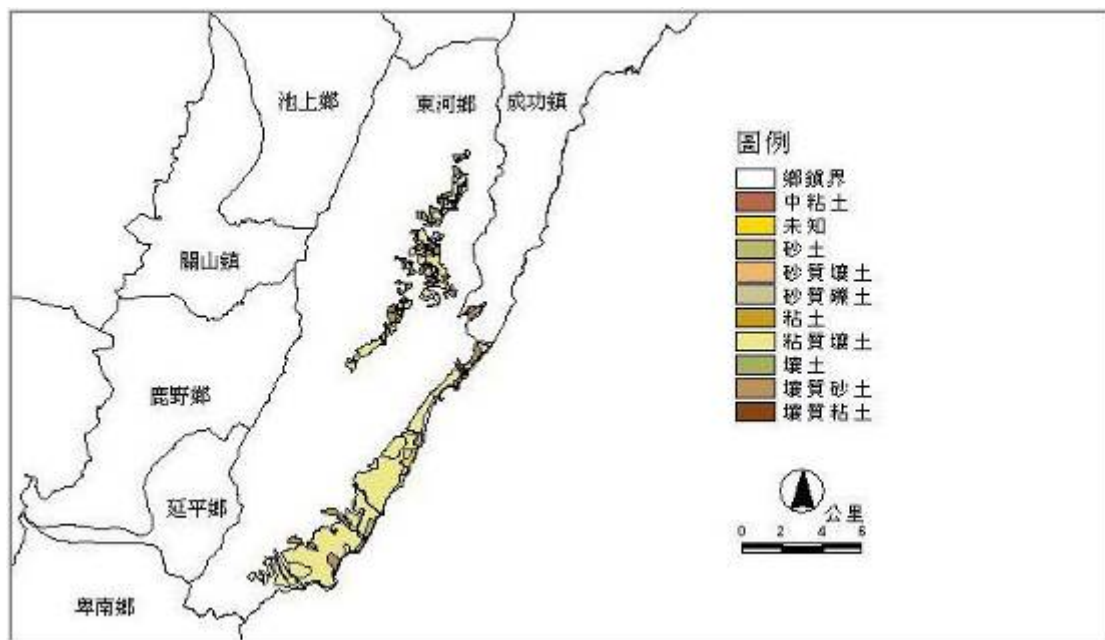 池上鄉
東河鄉
成功鎮
關山鎮
鹿野鄉
延平鄉
卑南鄉
圖例
鄉鎮界
中粘土
未知
砂土
砂質壤土
砂質礫土
粘土
粘質壤土
壤土
壤質砂土
壤質粘土
公里
0 2 4 6